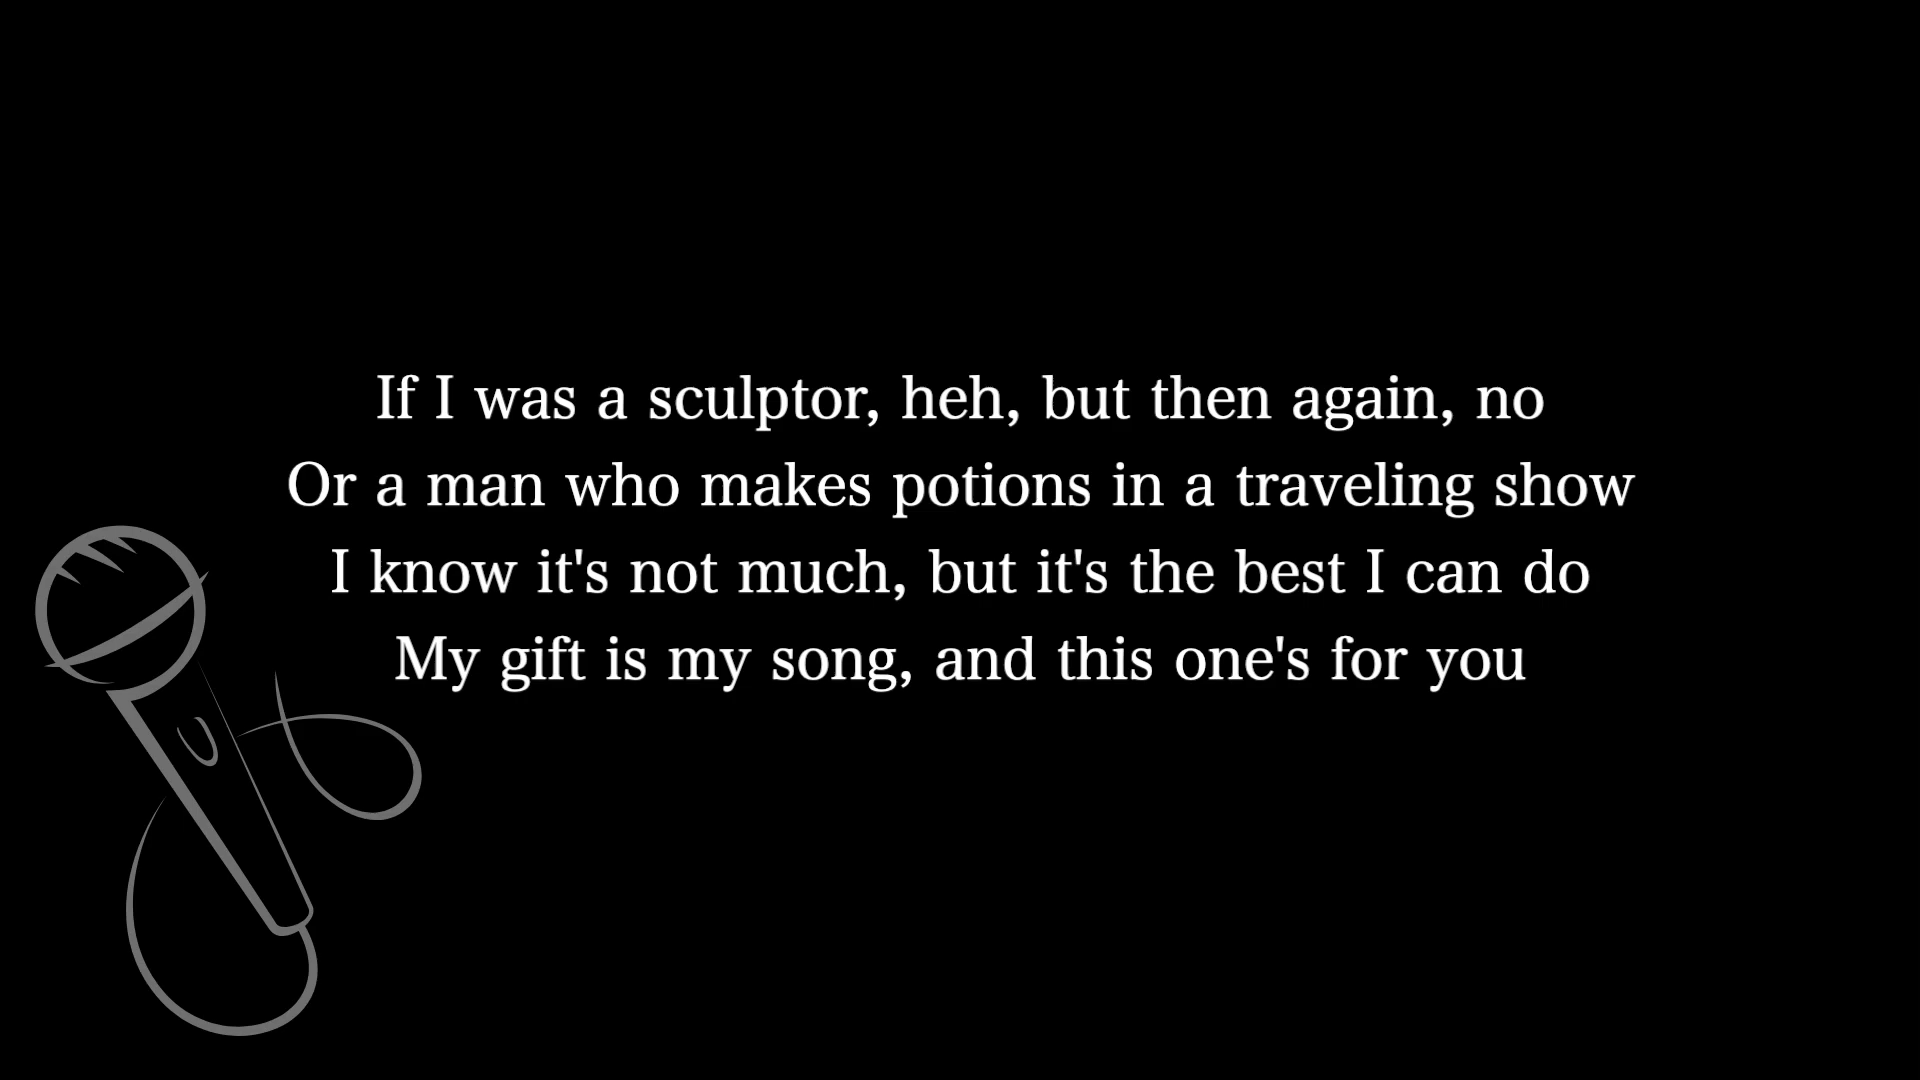 If I was a sculptor, heh, but then again, no
Or a man who makes potions in a traveling show
I know it's not much, but it's the best I can do
My gift is my song, and this one's for you